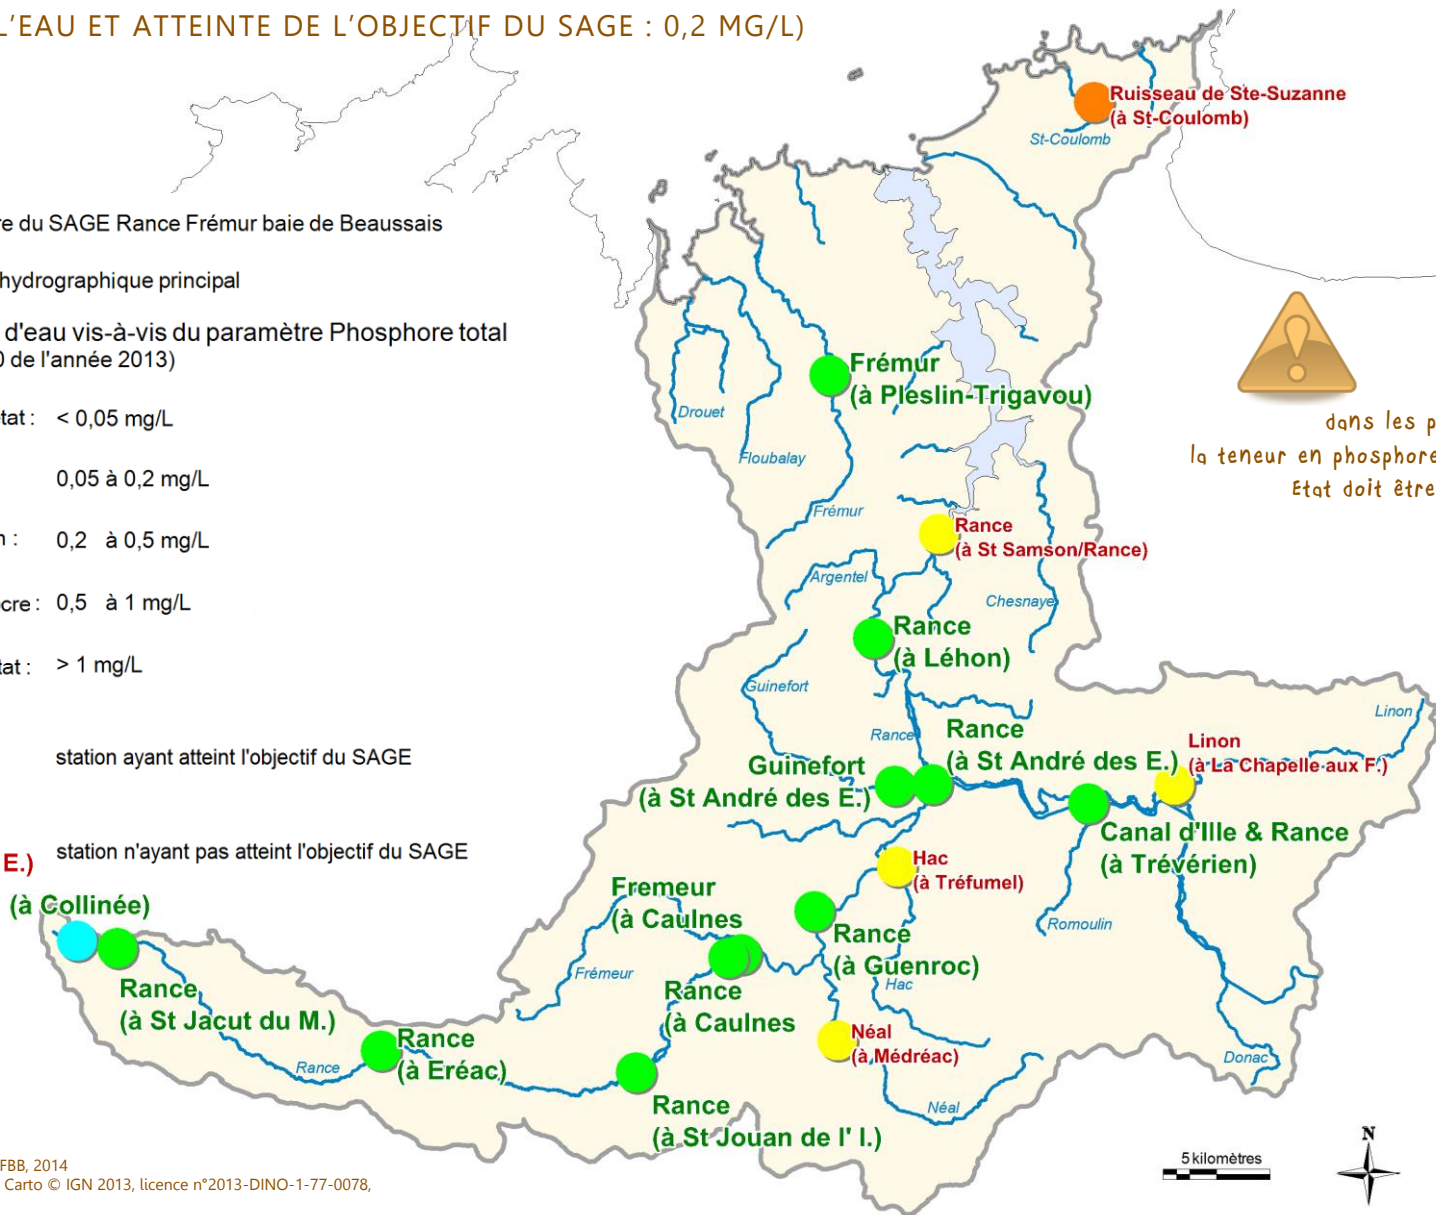 L'EAU ET ATTEINTE DE L'OBJECTIF DU SAGE : 0,2 MG/L)
Ruisseau de Ste-Suzanne
(à St-Coulomb)
St-Coulomb
re du SAGE Rance Frémur baie de Beaussais
hydrographique principal
d'eau vis-à-vis du paramètre Phosphore total
0 de l'année 2013)
tat : < 0,05 mg/L
0,05 à 0,2 mg/L
n : 0,2 à 0,5 mg/L
cre : 0,5 à 1 mg/L
tat : > 1 mg/L
station ayant atteint l'objectif du SAGE
station n'ayant pas atteint l'objectif du SAGE
E.)
dans les p
la teneur en phosphore
Etat doit être
Frémur
(à Pleslin-Trigavou)
Drouet
Floubalay
Frémur
Rance
(à St Samson/Rance)
Argentel
Chesnaye
Rance
(à Léhon)
Guinefort
Rance
Linon
Rance
(à St André des E.)
Linon
(à La Chapelle aux F.)
Guinefort
(à St André des E.)
Canal d'Ille & Rance
(à Trévérien)
Hac
(à Tréfumel)
Fremeur
(à Caulnes
(à Collinée)
Romoulin
Rance
(à Guenroc)
Frémeur
Hac
Rance
(à Caulnes
Rance
(à St Jacut du M.)
Néal
(à Médréac)
Rance
(à Eréac)
Rance
Donac
Néal
Rance
(à St Jouan de l' I.)
5 kilomètres
N
FBB, 2014
Carto © IGN 2013, licence n°2013-DINO-1-77-0078,